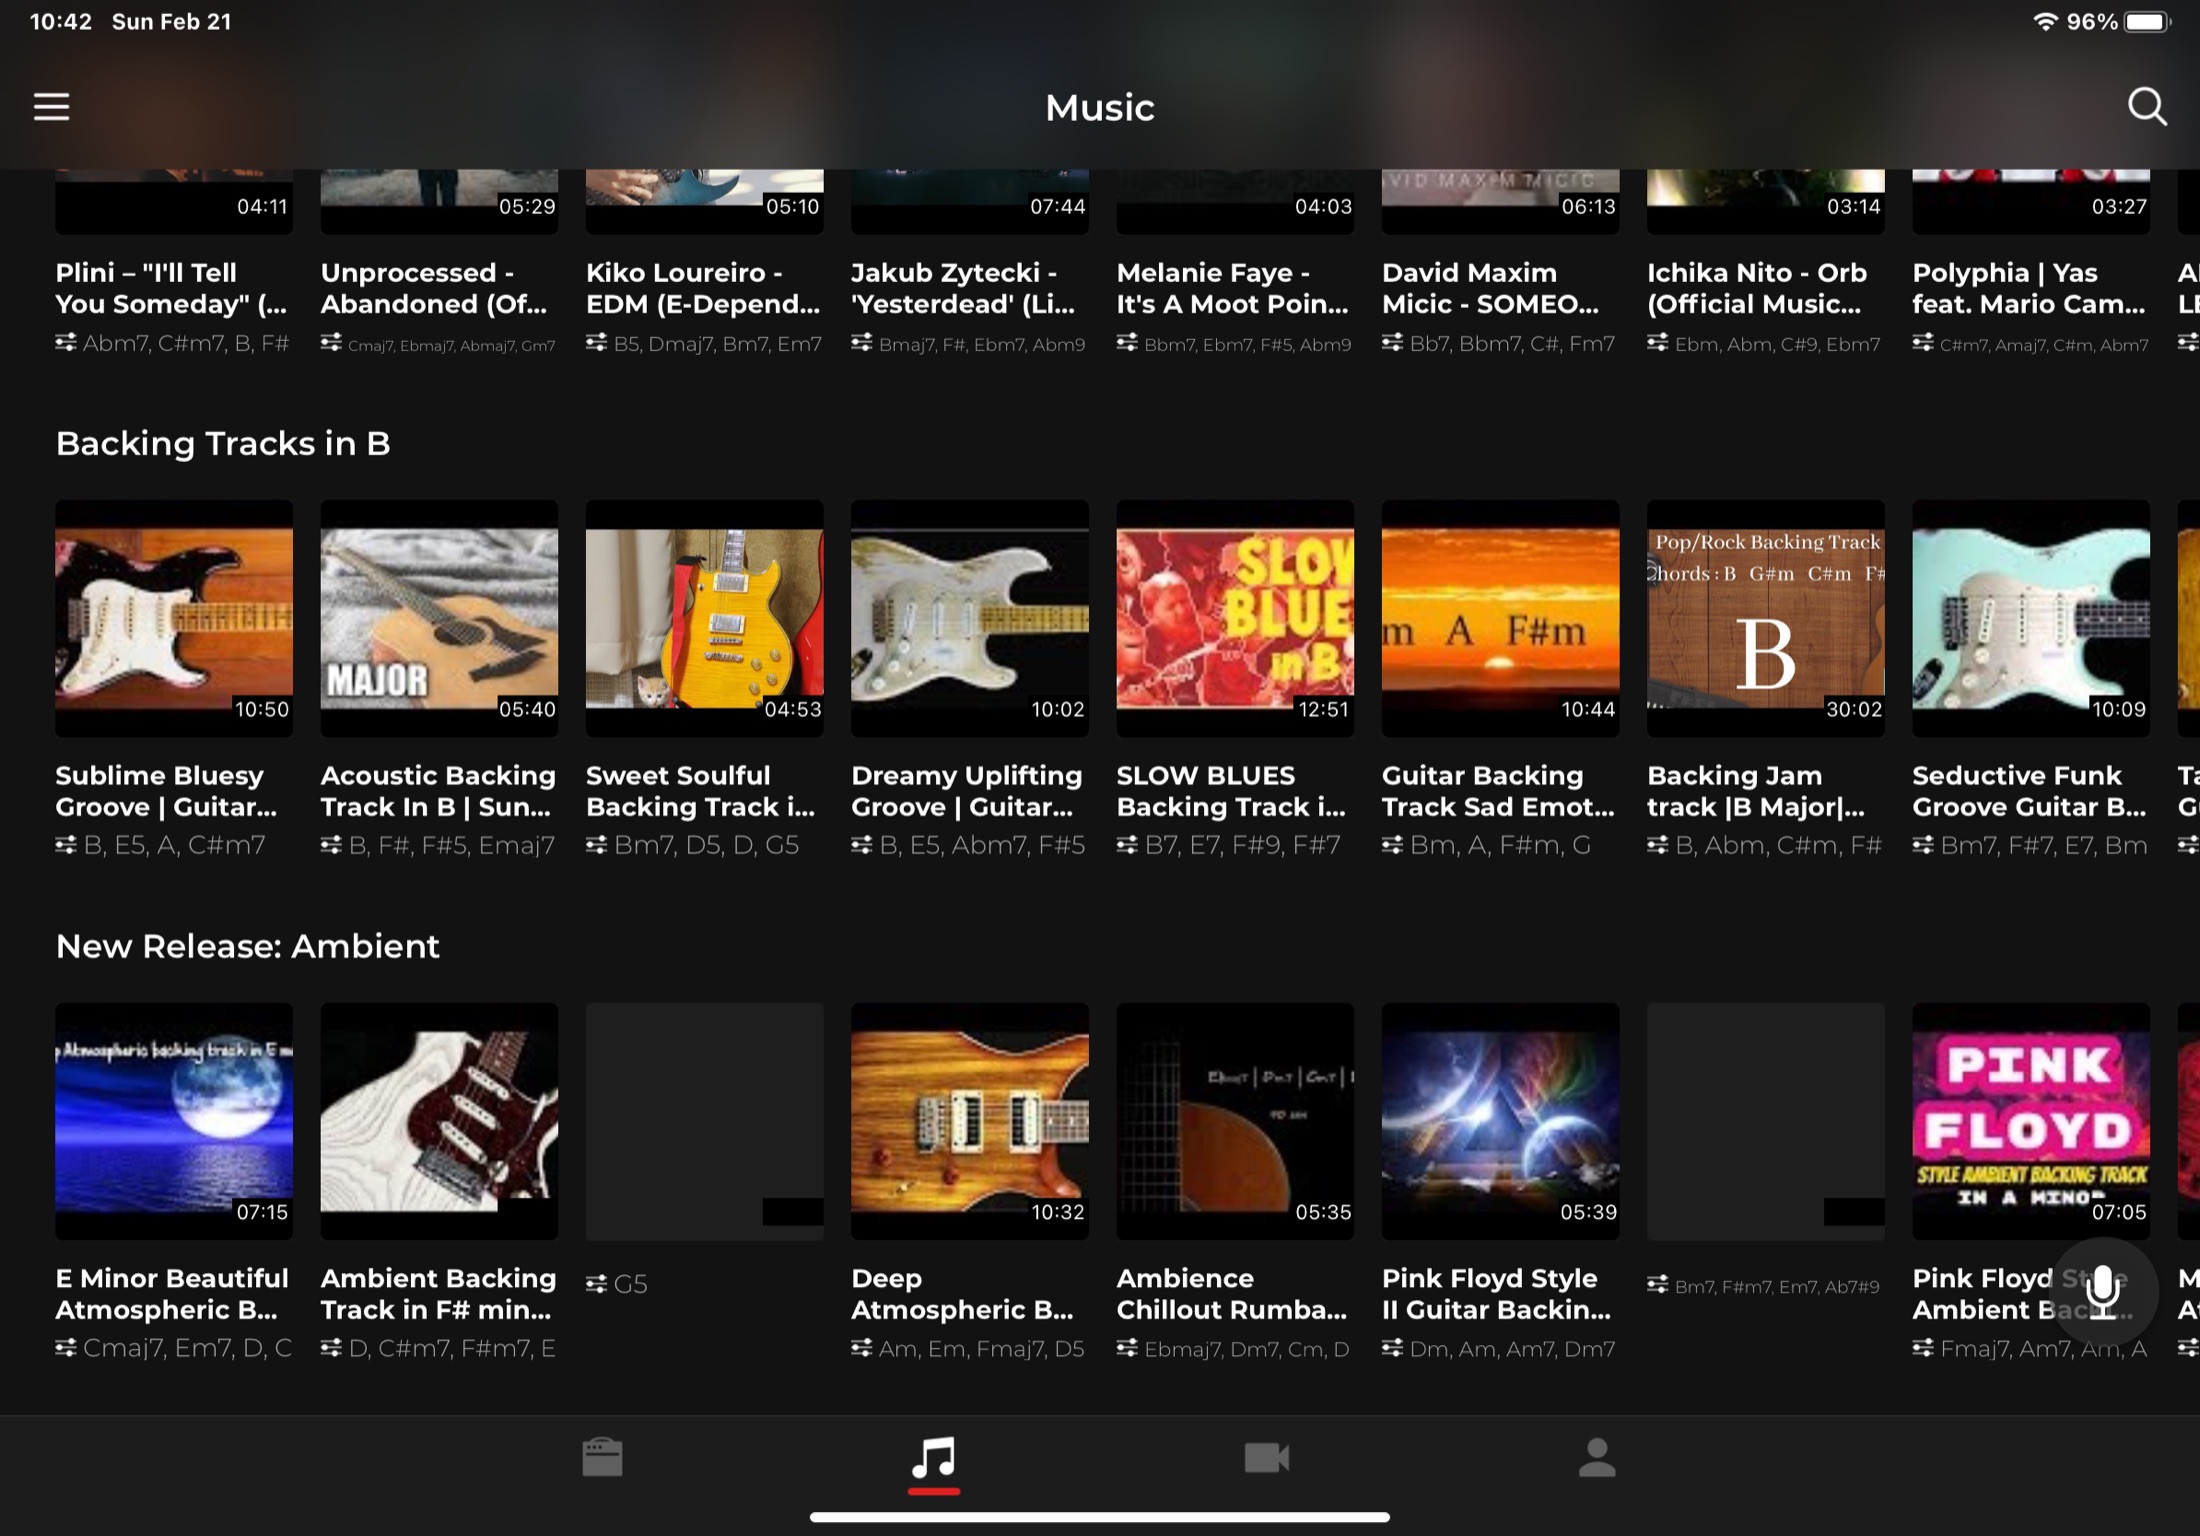 10:42 Sun Feb 21
96%
Music
04:11
05:29
05:10
07:44
04:03
06:13
03:14
03:27
Plini – "I'll Tell
You Someday" (...
Abm7, C#m7, B, F#
Unprocessed -
Abandoned (Of...
Cmaj7, Ebmaj7, Abmaj7, Gm7
Kiko Loureiro -
EDM (E-Depend...
B5, Dmaj7, Bm7, Em7
Jakub Zytecki -
'Yesterdead' (Li...
Bmaj7, F#, Ebm7, Abm9
Melanie Faye -
It's A Moot Poin...
Bbm7, Ebm7, F#5, Abm9
DAVID MAXIM MICIC
David Maxim
Micic - SOMEO...
Bb7, Bbm7, C#, Fm7
Ichika Nito - Orb
(Official Music...
Ebm, Abm, C#9, Ebm7
Polyphia | Yas
feat. Mario Cam...
C#m7, Amaj7, C#m, Abm7
Backing Tracks in B
10:50
Sublime Bluesy
Groove | Guitar...
B, E5, A, C#m7
MAJOR
05:40
Acoustic Backing
Track In B | Sun...
B, F#, F#5, Emaj7
04:53
Sweet Soulful
Backing Track i...
Bm7, D5, D, G5
10:02
Dreamy Uplifting
Groove | Guitar...
B, E5, Abm7, F#5
SLOW
BLUE
in B
12:51
SLOW BLUES
Backing Track i...
B7, E7, F#9, F#7
m A F#m
10:44
Guitar Backing
Track Sad Emot...
Bm, A, F#m, G
Pop/Rock Backing Track
Chords : B G#m C#m F#
B
30:02
Backing Jam
track |B Major|...
B, Abm, C#m, F#
10:09
Seductive Funk
Groove Guitar B...
Bm7, F#7, E7, Bm
New Release: Ambient
p Atmospheric backing track in E m
07:15
E Minor Beautiful
Atmospheric B...
Cmaj7, Em7, D, C
Ambient Backing
Track in F# min...
D, C#m7, F#m7, E
G5
10:32
Deep
Atmospheric B...
Am, Em, Fmaj7, D5
05:35
Ambience
Chillout Rumba...
Ebmaj7, Dm7, Cm, D
05:39
Pink Floyd Style
II Guitar Backin...
Dm, Am, Am7, Dm7
Bm7, F#m7, Em7, Ab7#9
PINK
FLOYD
STYLE AMBIENT BACKING TRACK
IN A MINOR
07:05
Pink Floyd Style
Ambient Back...
Fmaj7, Am7, Am, A